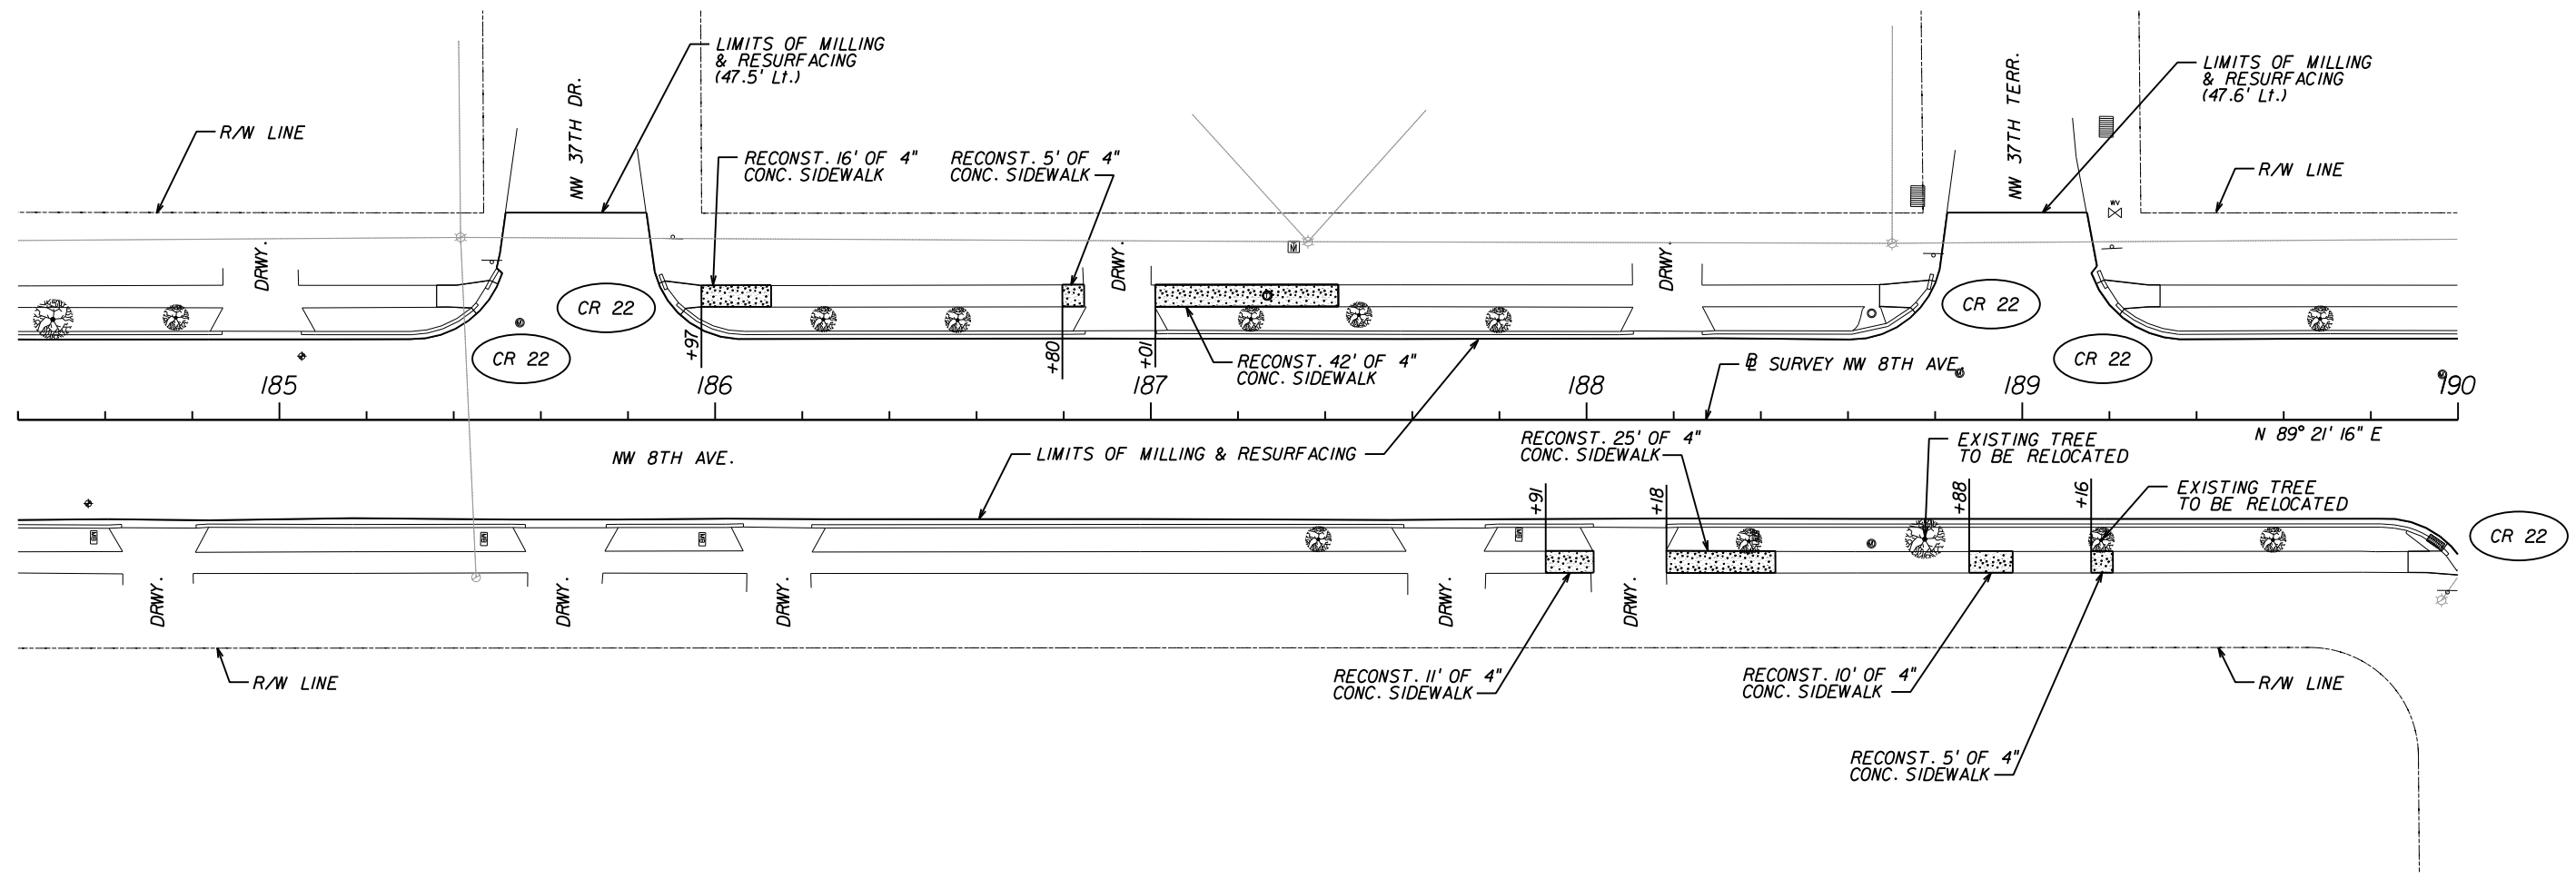 LIMITS OF MILLING
& RESURFACING
(47.5' Lt.)
LIMITS OF MILLING
& RESURFACING
(47.6' Lt.)
NW 37TH DR.
NW 37TH TERR.
R/W LINE
RECONST. 16' OF 4"
CONC. SIDEWALK
RECONST. 5' OF 4"
CONC. SIDEWALK
R/W LINE
WV
DRWY.
DRWY.
DRWY.
M
CR 22
CR 22
CR 22
CR 22
+97
+80
+01
RECONST. 42' OF 4"
CONC. SIDEWALK
BL SURVEY NW 8TH AVE.
185
186
187
188
189
190
N 89° 21' 16" E
NW 8TH AVE.
LIMITS OF MILLING & RESURFACING
RECONST. 25' OF 4"
CONC. SIDEWALK
EXISTING TREE
TO BE RELOCATED
EXISTING TREE
TO BE RELOCATED
+91
+18
+88
+16
CR 22
DRWY.
DRWY.
DRWY.
DRWY.
DRWY.
R/W LINE
RECONST. 11' OF 4"
CONC. SIDEWALK
RECONST. 10' OF 4"
CONC. SIDEWALK
R/W LINE
RECONST. 5' OF 4"
CONC. SIDEWALK